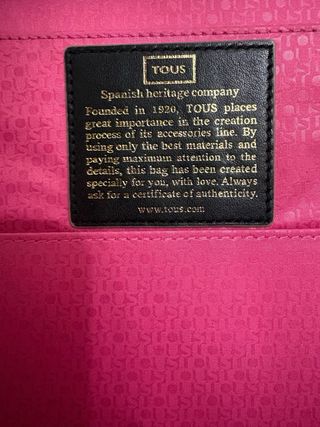 TOUS
Spanish heritage company
Founded in 1920, TOUS places
great importance in the creation
process of its accessories line. By
using only the best materials and
paying maximum attention to the
details, this bag has been created
specially for you, with love. Always
ask for a certificate of authenticity.
www.tous.com